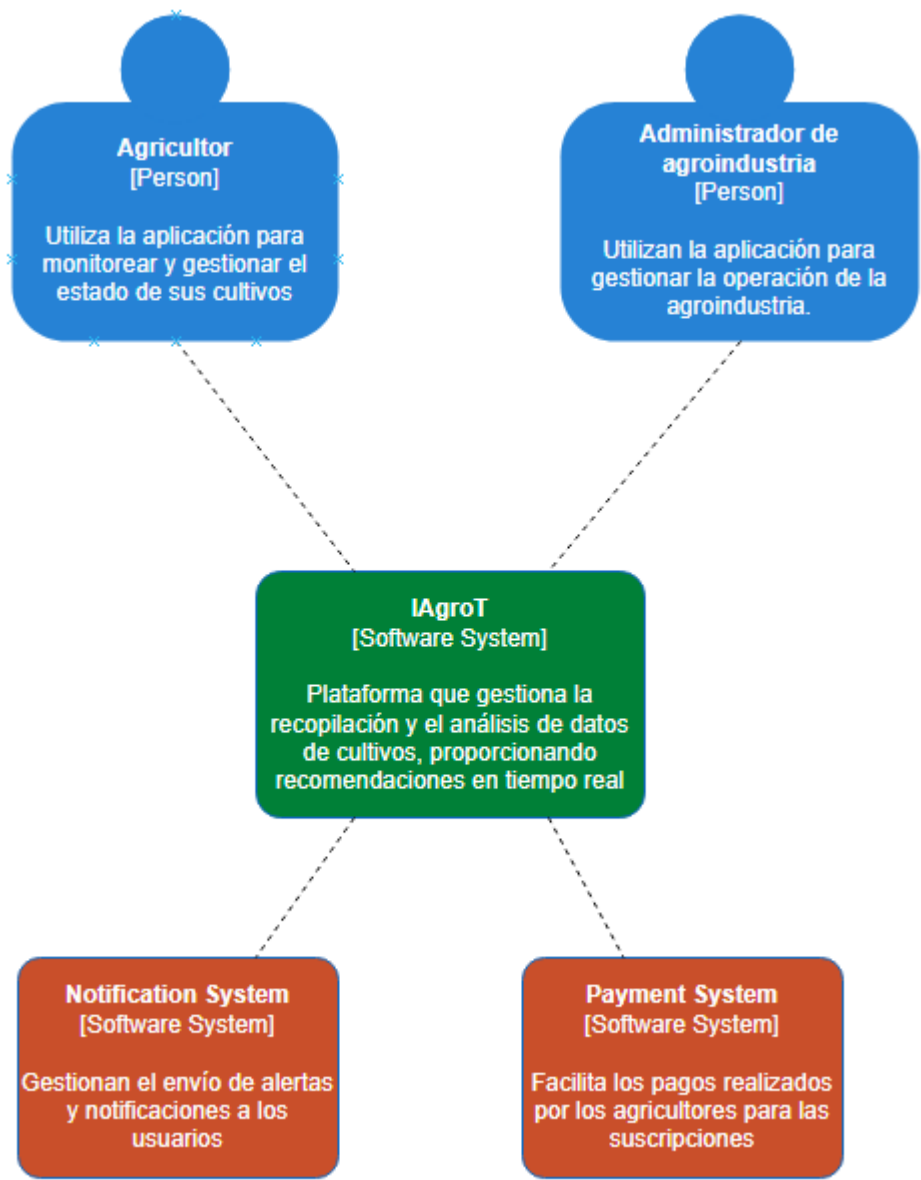 Agricultor
[Person]
Utiliza la aplicación para
monitorear y gestionar el
estado de sus cultivos
Administrador de
agroindustria
[Person]
Utilizan la aplicación para
gestionar la operación de la
agroindustria.
IAgroT
[Software System]
Plataforma que gestiona la
recopilación y el análisis de datos
de cultivos, proporcionando
recomendaciones en tiempo real
Notification System
[Software System]
Gestionan el envío de alertas
y notificaciones a los
usuarios
Payment System
[Software System]
Facilita los pagos realizados
por los agricultores para las
suscripciones